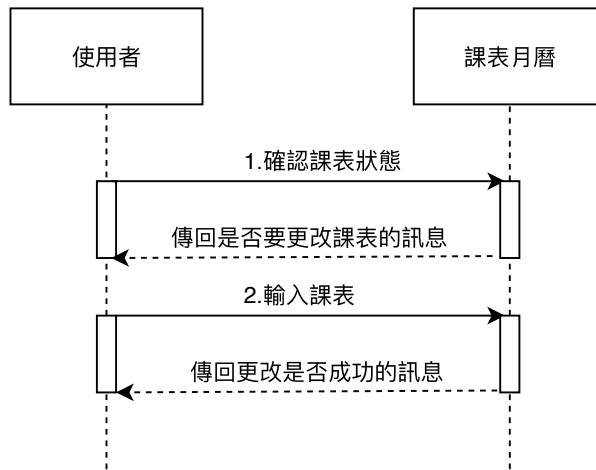 使用者
課表月曆
1.確認課表狀態
傳回是否要更改課表的訊息
2.輸入課表
傳回更改是否成功的訊息